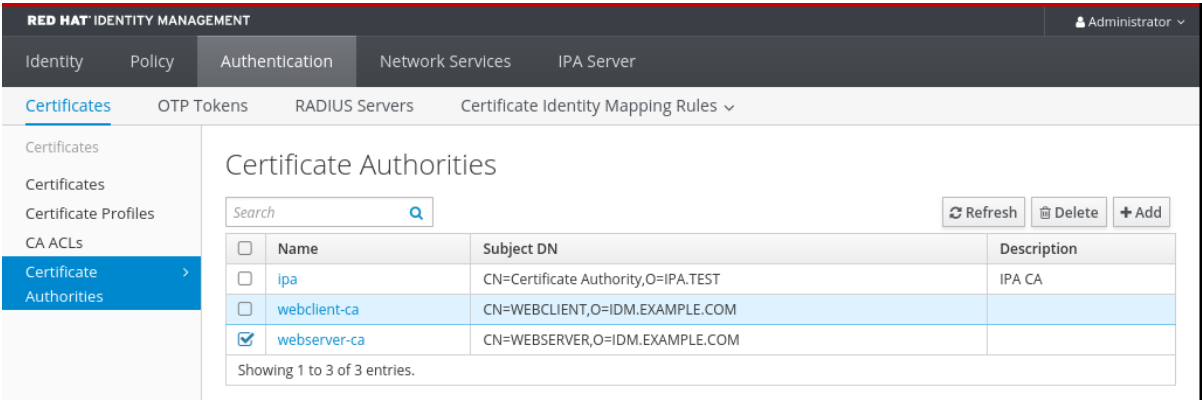 RED HAT® IDENTITY MANAGEMENT Administrator
Identity Policy Authentication Network Services IPA Server
Certificates OTP Tokens RADIUS Servers Certificate Identity Mapping Rules
Certificates
Certificates
Certificate Profiles
CA ACLs
Certificate
Authorities
Certificate Authorities
Search Refresh Delete + Add
Name Subject DN Description
ipa CN=Certificate Authority,O=IPA.TEST IPA CA
webclient-ca CN=WEBCLIENT,O=IDM.EXAMPLE.COM
webserver-ca CN=WEBSERVER,O=IDM.EXAMPLE.COM
Showing 1 to 3 of 3 entries.